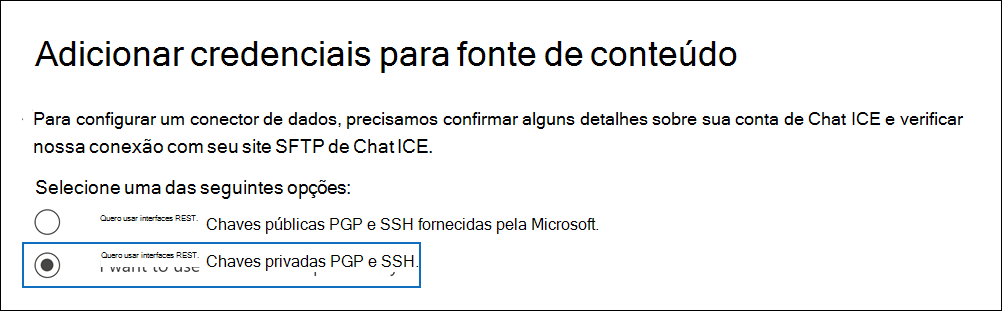 Adicionar credenciais para fonte de conteúdo
Para configurar um conector de dados, precisamos confirmar alguns detalhes sobre sua conta de Chat ICE e verificar
nossa conexão com seu site SFTP de Chat ICE.
Selecione uma das seguintes opções:
Quero usar interfaces REST. Chaves públicas PGP e SSH fornecidas pela Microsoft.
Quero usar interfaces REST. Chaves privadas PGP e SSH.
I want to use